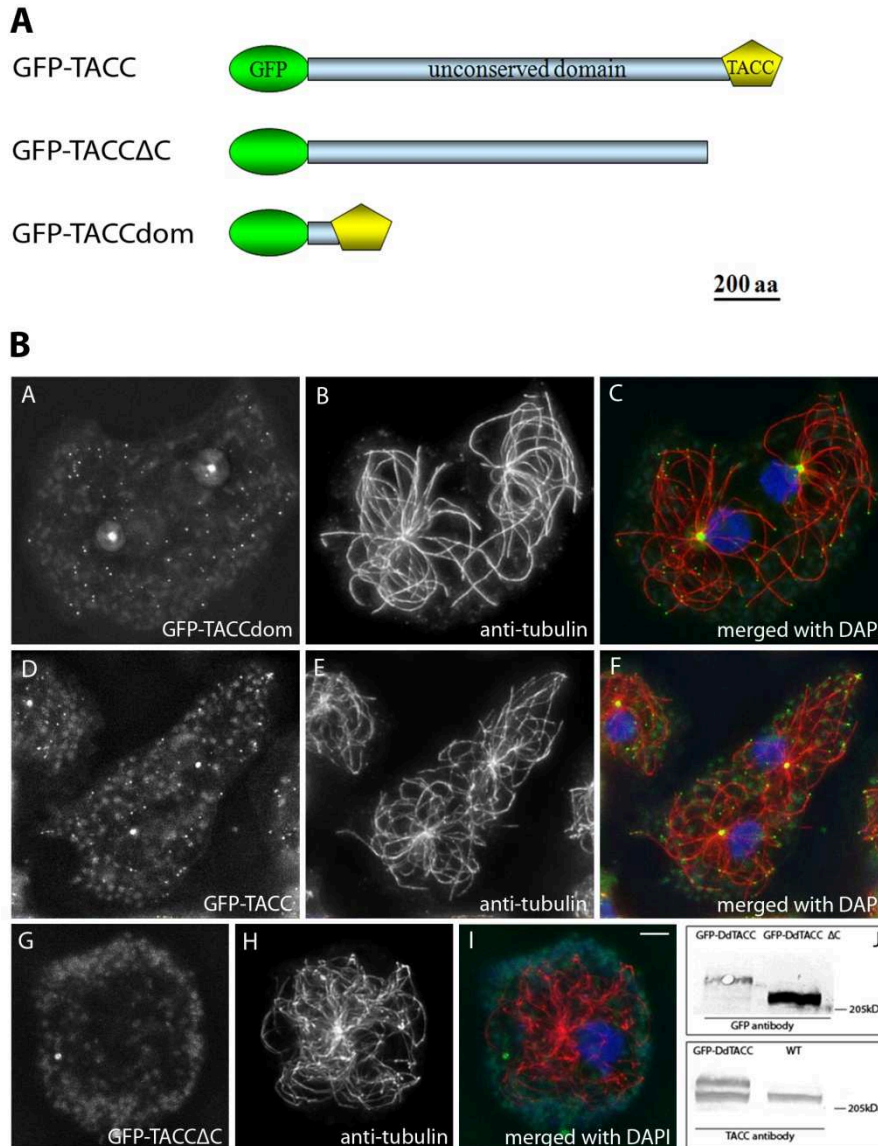 A
GFP-TACC
GFP
unconserved domain
TACC
GFP-TACCΔC
GFP-TACCdom
200 aa
B
A
GFP-TACCdom
B
anti-tubulin
C
merged with DAP
D
GFP-TACC
E
anti-tubulin
F
merged with DAP
G
GFP-TACCΔC
H
anti-tubulin
I
merged with DAPI
J
GFP-DdTACC GFP-DdTACC ΔC
205kD
GFP antibody
GFP-DdTACC WT
205kD
TACC antibody